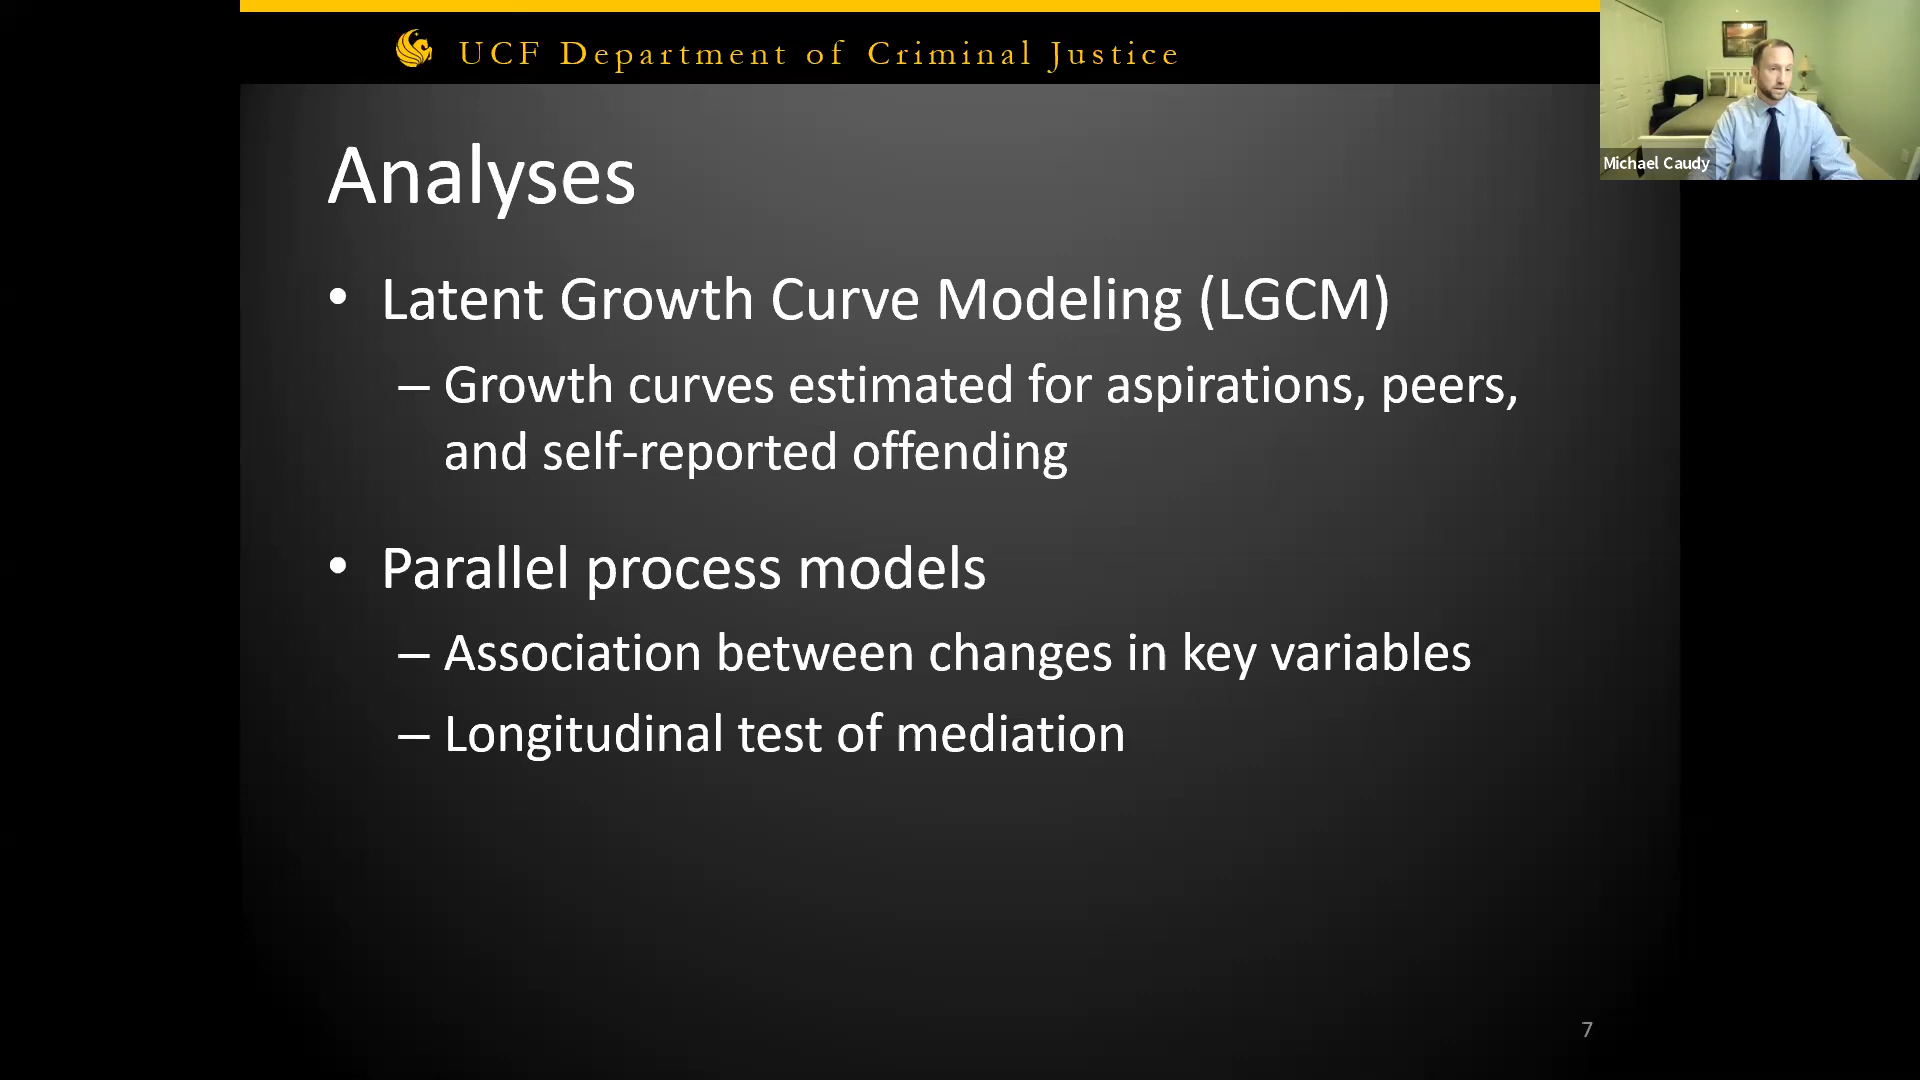 UCF Department of Criminal Justice
Michael Caudy
Analyses
• Latent Growth Curve Modeling (LGCM)
– Growth curves estimated for aspirations, peers,
and self-reported offending
• Parallel process models
– Association between changes in key variables
– Longitudinal test of mediation
7